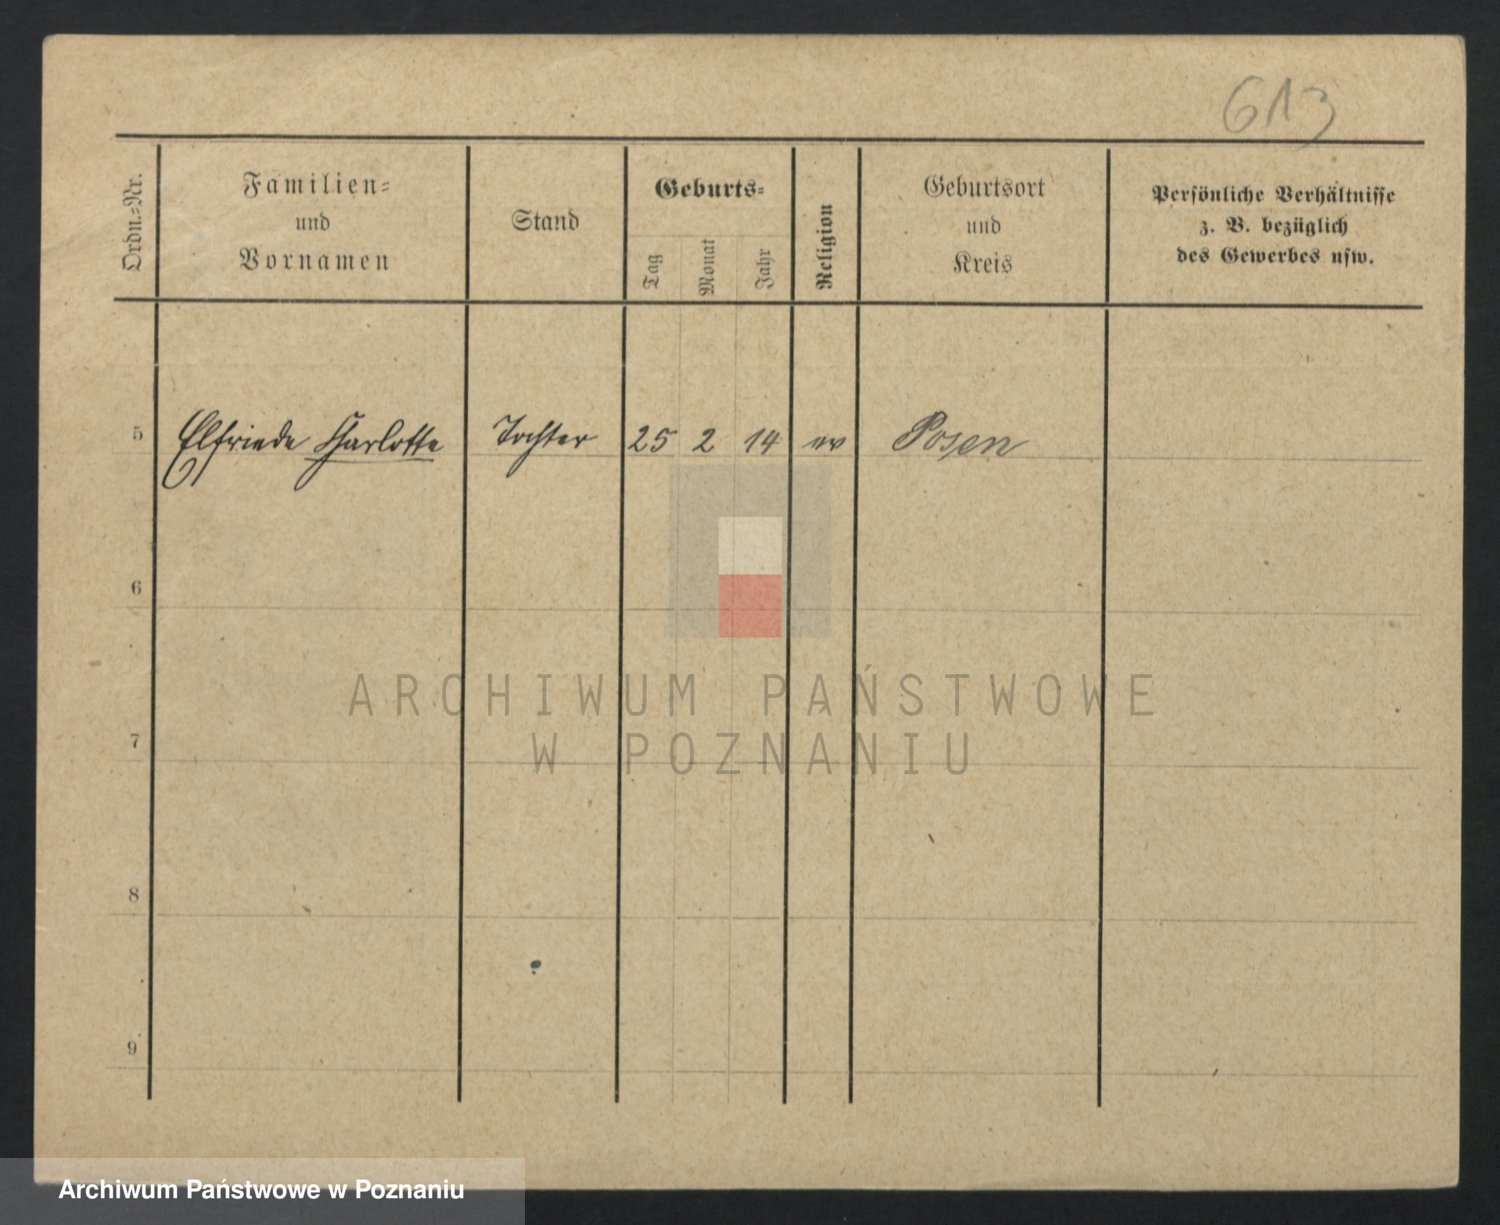 613
Ordn.-Nr.
Familien-
und
Vornamen
Stand
Geburts-
Tag
Monat
Jahr
Religion
Geburtsort
und
Kreis
Persönliche Verhältnisse
z. B. bezüglich
des Gewerbes usw.
5 Elfriede Charlotte Tochter 25 2 14 ev Posen
6
7
8
9
ARCHIWUM PAŃSTWOWE
W POZNANIU
Archiwum Państwowe w Poznaniu